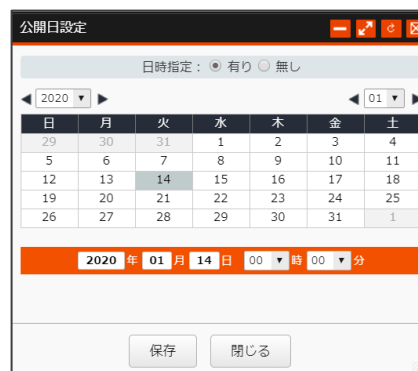 公開日設定
日時指定： 有り 無し
2020 01
日 月 火 水 木 金 土
29 30 31 1 2 3 4
5 6 7 8 9 10 11
12 13 14 15 16 17 18
19 20 21 22 23 24 25
26 27 28 29 30 31 1
2020 年 01 月 14 日 00 時 00 分
保存 閉じる